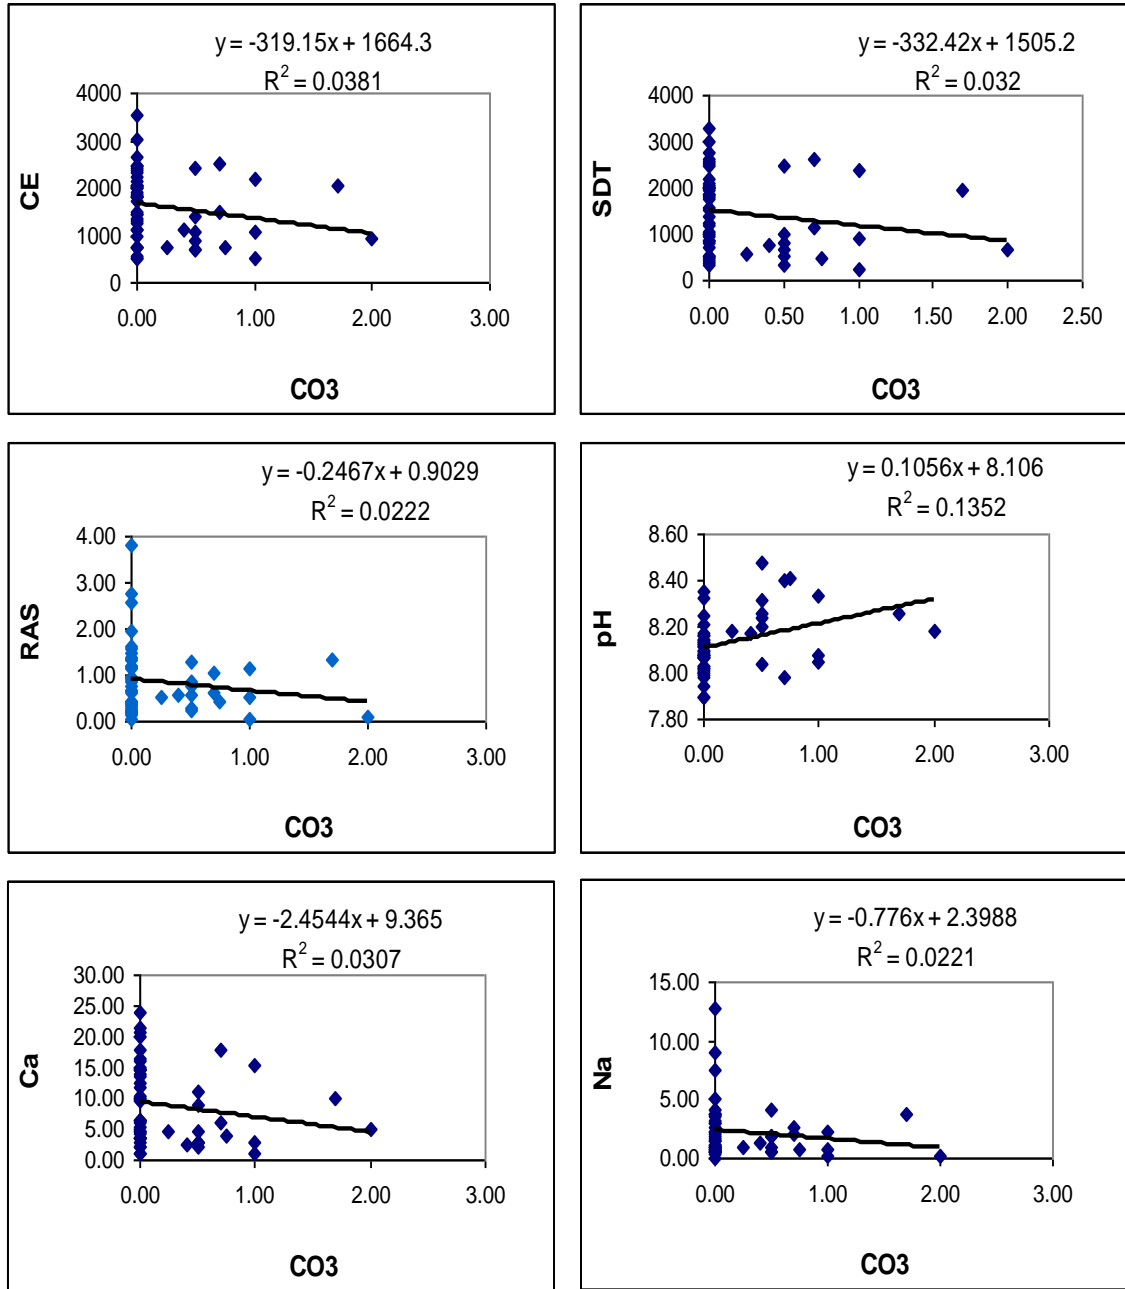 y = -319.15x + 1664.3
R² = 0.0381
4000
3000
2000
1000
0
CE
0.00 1.00 2.00 3.00
CO3
y = -332.42x + 1505.2
R² = 0.032
4000
3000
2000
1000
0
SDT
0.00 0.50 1.00 1.50 2.00 2.50
CO3
y = -0.2467x + 0.9029
R² = 0.0222
4.00
3.00
2.00
1.00
0.00
RAS
0.00 1.00 2.00 3.00
CO3
y = 0.1056x + 8.106
R² = 0.1352
8.60
8.40
8.20
8.00
7.80
pH
0.00 1.00 2.00 3.00
CO3
y = -2.4544x + 9.365
R² = 0.0307
30.00
25.00
20.00
15.00
10.00
5.00
0.00
Ca
0.00 1.00 2.00 3.00
CO3
y = -0.776x + 2.3988
R² = 0.0221
15.00
10.00
5.00
0.00
Na
0.00 1.00 2.00 3.00
CO3